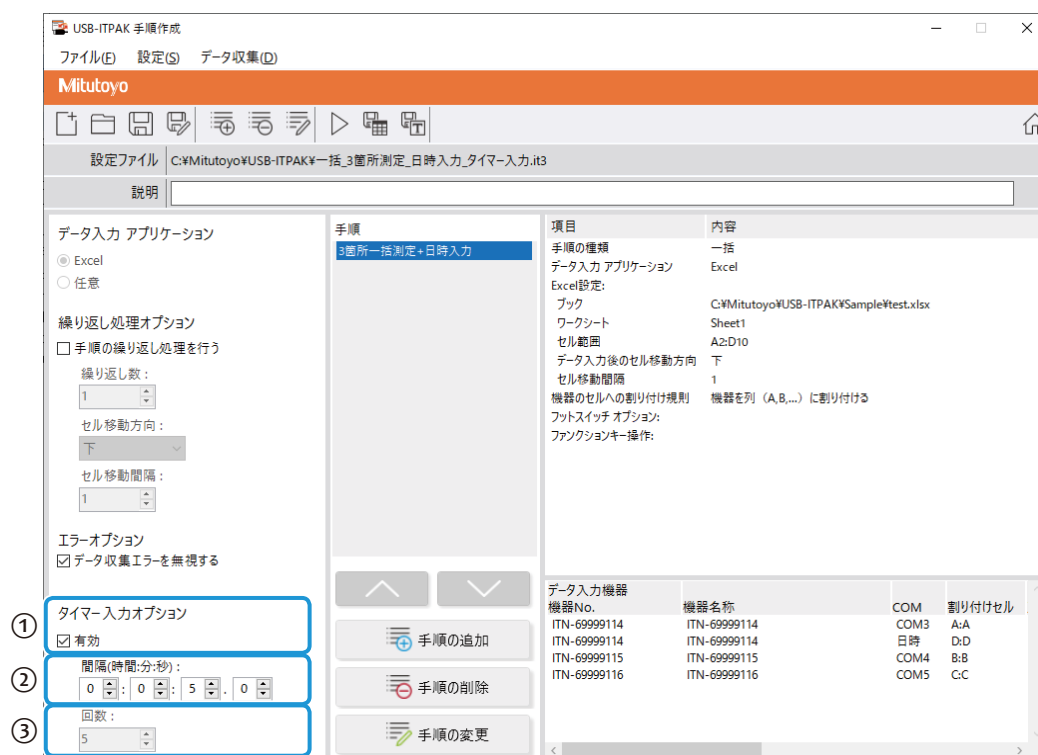 USB-ITPAK 手順作成
ファイル(F) 設定(S) データ収集(D)
Mitutoyo
設定ファイル C:¥Mitutoyo¥USB-ITPAK¥一括_3箇所測定_日時入力_タイマー入力.it3
説明
データ入力 アプリケーション
Excel
任意
繰り返し処理オプション
手順の繰り返し処理を行う
繰り返し数 :
1
セル移動方向 :
下
セル移動間隔 :
1
エラーオプション
データ収集エラーを無視する
① タイマー入力オプション
有効
② 間隔(時間:分:秒) :
0 : 0 : 5 . 0
③ 回数 :
5
手順
3箇所一括測定+日時入力
手順の追加
手順の削除
手順の変更
項目 内容
手順の種類 一括
データ入力 アプリケーション Excel
Excel設定:
ブック C:¥Mitutoyo¥USB-ITPAK¥Sample¥test.xlsx
ワークシート Sheet1
セル範囲 A2:D10
データ入力後のセル移動方向 下
セル移動間隔 1
機器のセルへの割り付け規則 機器を列（A,B,...）に割り付ける
フットスイッチ オプション:
ファンクションキー操作:
データ入力機器
機器No. 機器名称 COM 割り付けセル
ITN-69999114 ITN-69999114 COM3 A:A
ITN-69999114 ITN-69999114 日時 D:D
ITN-69999115 ITN-69999115 COM4 B:B
ITN-69999116 ITN-69999116 COM5 C:C